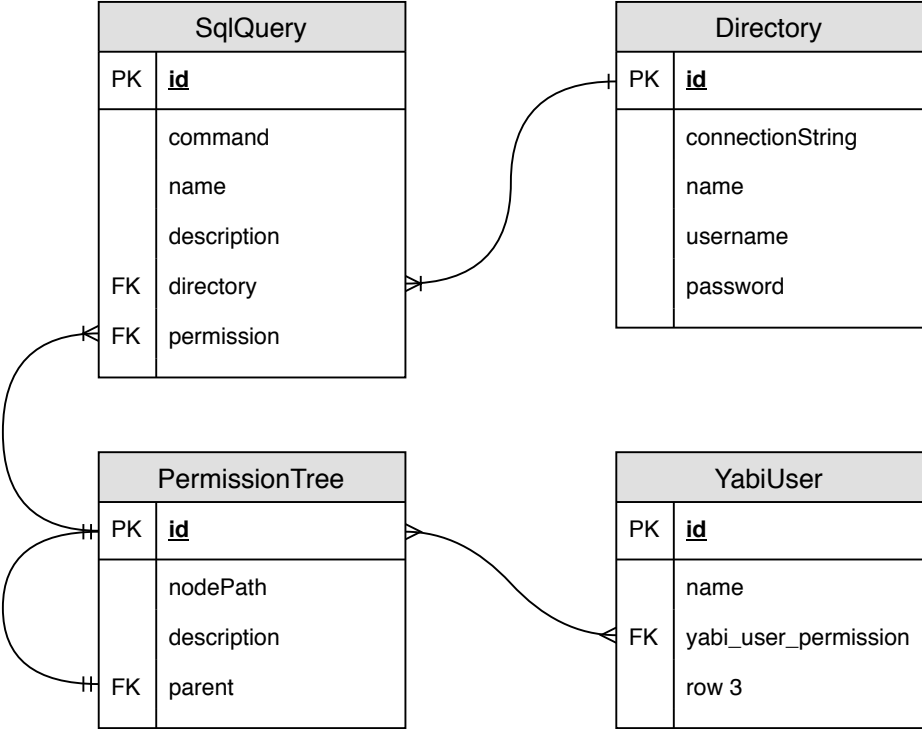 SqlQuery
PK id
command
name
description
FK directory
FK permission
Directory
PK id
connectionString
name
username
password
PermissionTree
PK id
nodePath
description
FK parent
YabiUser
PK id
name
FK yabi_user_permission
row 3